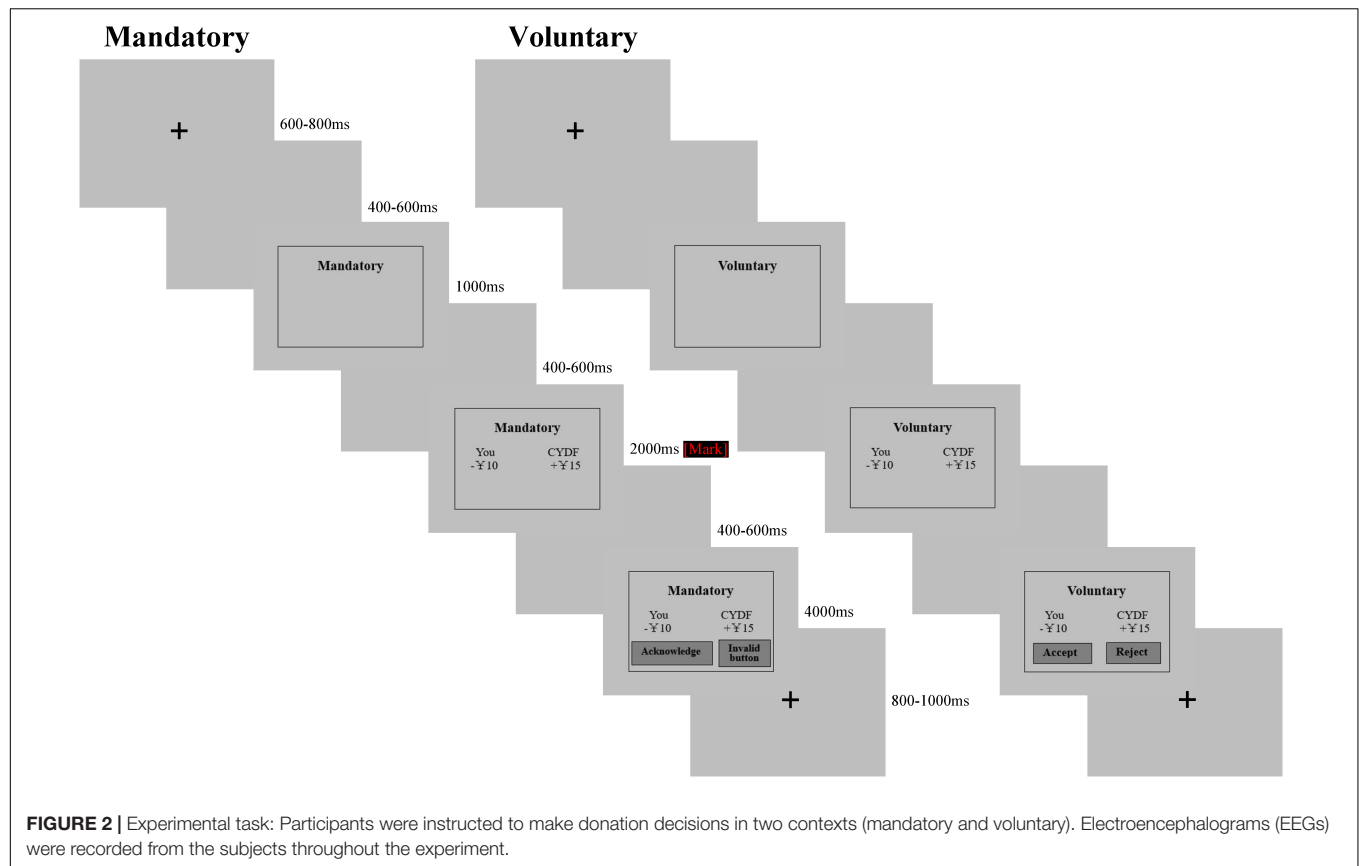 Mandatory
Voluntary
+
+
600-800ms
400-600ms
Mandatory
Voluntary
1000ms
400-600ms
Mandatory
You CYDF
-¥10 +¥15
Voluntary
You CYDF
-¥10 +¥15
2000ms [Mark]
400-600ms
Mandatory
You CYDF
-¥10 +¥15
Acknowledge Invalid
button
Voluntary
You CYDF
-¥10 +¥15
Accept Reject
4000ms
+
+
800-1000ms
FIGURE 2 | Experimental task: Participants were instructed to make donation decisions in two contexts (mandatory and voluntary). Electroencephalograms (EEGs)
were recorded from the subjects throughout the experiment.